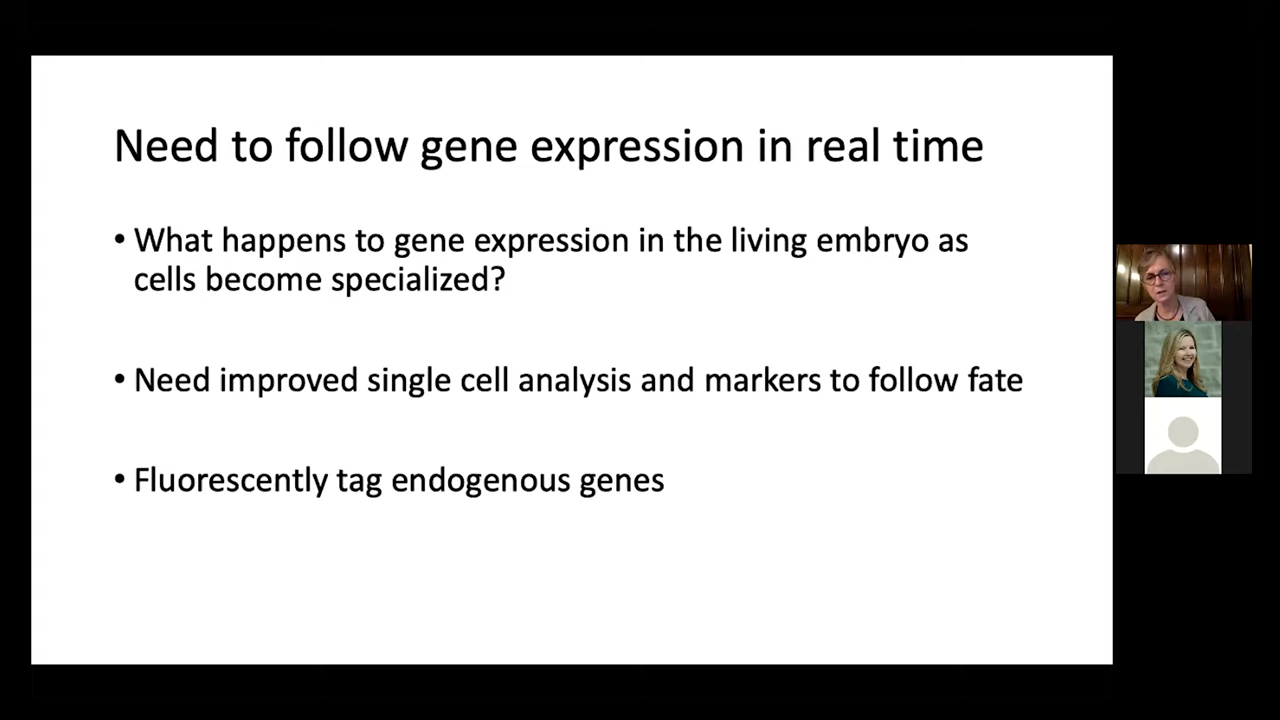 Need to follow gene expression in real time
• What happens to gene expression in the living embryo as
cells become specialized?
• Need improved single cell analysis and markers to follow fate
• Fluorescently tag endogenous genes